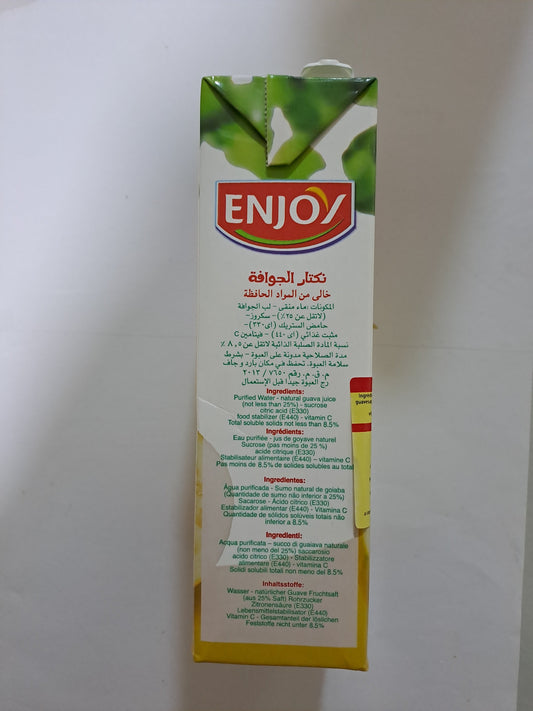 ENJOY
نكتار الجوافة
خالى من المواد الحافظة
المكونات :ماء منقى - لب الجوافة
(لاتقل عن ٢٥٪) - سكروز-
حامض الستريك (اى-٣٣٠)-
مثبت غذائي (اى -٤٤٠) - فيتامين C
نسبة المادة الصلبة الذائبة لاتقل عن ٨,٥ ٪
مدة الصلاحية مدونة على العبوة - بشرط
سلامة العبوة. تحفظ في مكان بارد و جاف
م. ق. م. رقم ٧٦٥٠ / ٢٠١٣
رج العبوة جيداً قبل الإستعمال
Ingredients:
Purified Water - natural guava juice
(not less than 25%) - sucrose
citric acid (E330)
food stabilizer (E440) - vitamin C
Total soluble solids not less than 8.5%
Ingrédients:
Eau purifiée - jus de goyave naturel
Sucrose (pas moins de 25 %)
acide citrique (E330)
Stabilisateur alimentaire (E440) – vitamine C
Pas moins de 8.5% de solides solubles au total
Ingredientes:
Água purificada - Sumo natural de goiaba
(Quantidade de sumo não inferior a 25%)
Sacarose - Ácido cítrico (E330)
Estabilizador alimentar (E440) - Vitamina C
Quantidade de sólidos solúveis totais não
inferior a 8.5%
Ingredienti:
Acqua purificata – succo di guaiava naturale
(non meno del 25%) saccarosio
acido citrico (E330) - Stabilizzatore
alimentare (E440) - vitamina C
Solidi solubili totali non meno del 8.5%
Inhaltsstoffe:
Wasser - natürlicher Guave Fruchtsaft
(aus 25% Saft) Rohrzucker
Zitronensäure (E330)
Lebensmittelstabilisator (E440)
Vitamin C - Gesamtanteil der löslichen
Feststoffe nicht unter 8.5%